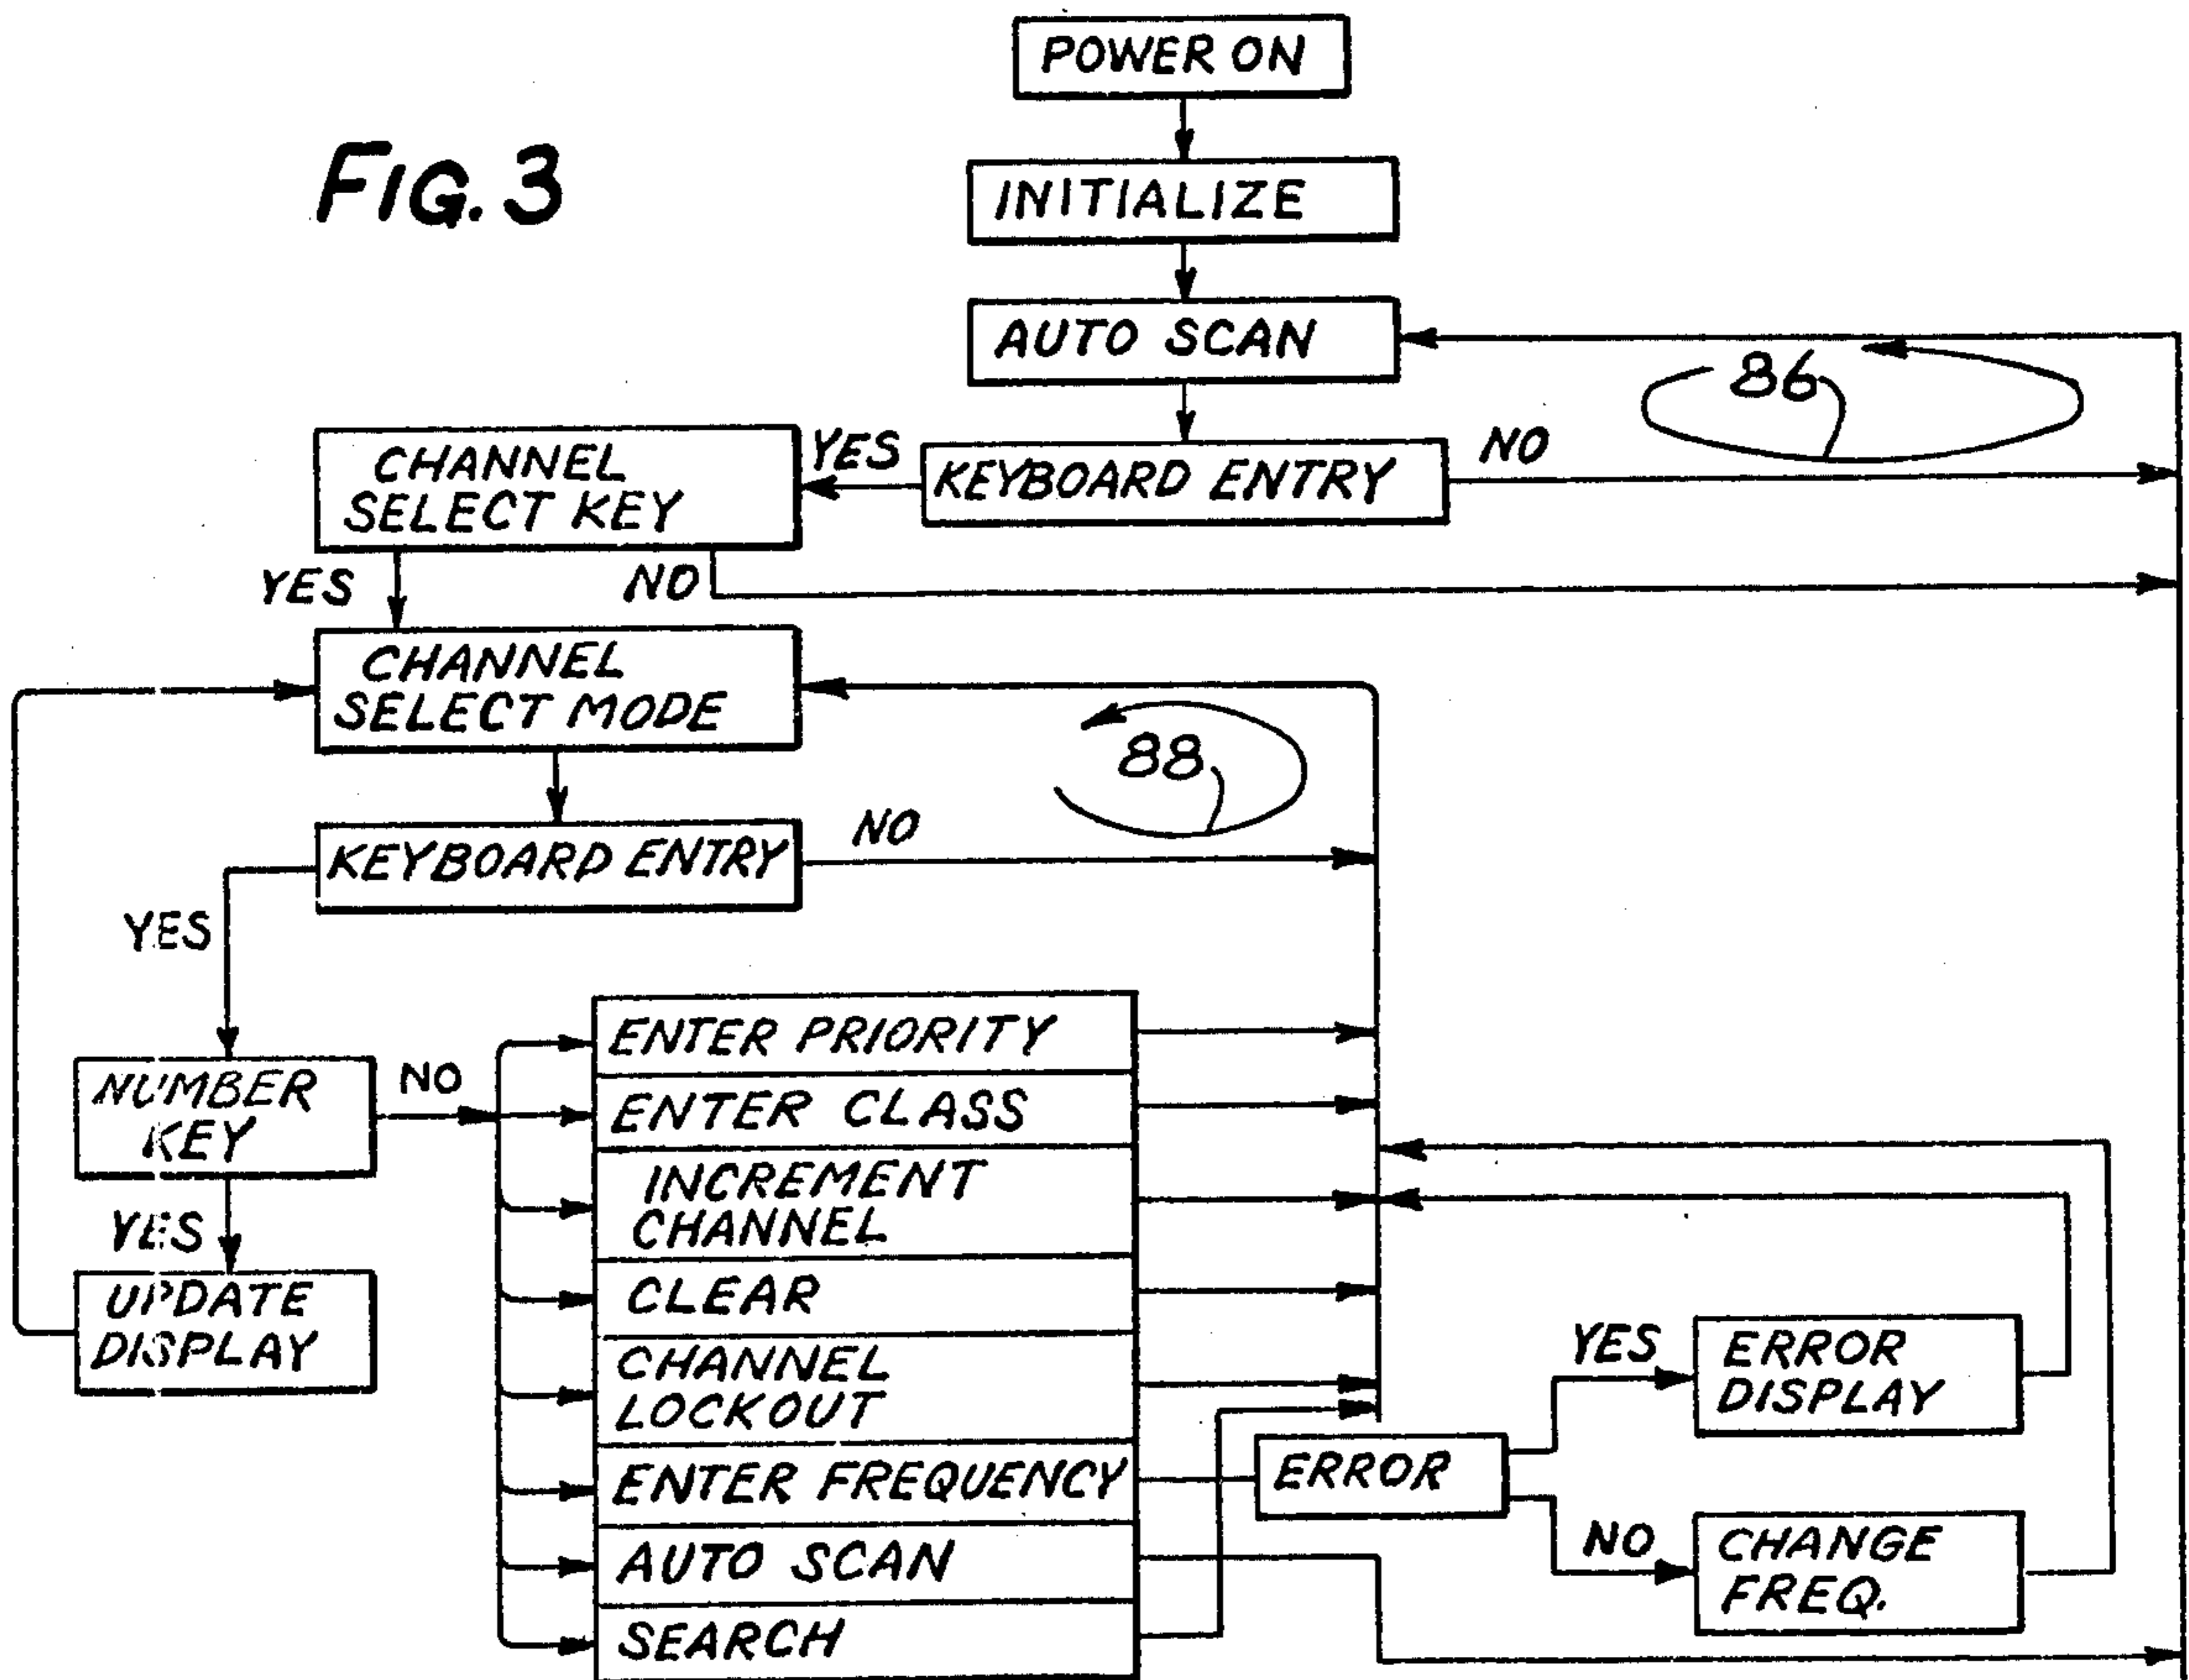 POWER ON
FIG. 3
INITIALIZE
AUTO SCAN
86
CHANNEL
SELECT KEY
YES
KEYBOARD ENTRY
NO
YES
NO
CHANNEL
SELECT MODE
88
KEYBOARD ENTRY
NO
YES
NUMBER
KEY
NO
YES
UPDATE
DISPLAY
ENTER PRIORITY
ENTER CLASS
INCREMENT
CHANNEL
CLEAR
CHANNEL
LOCKOUT
ENTER FREQUENCY
AUTO SCAN
SEARCH
ERROR
YES
ERROR
DISPLAY
NO
CHANGE
FREQ.